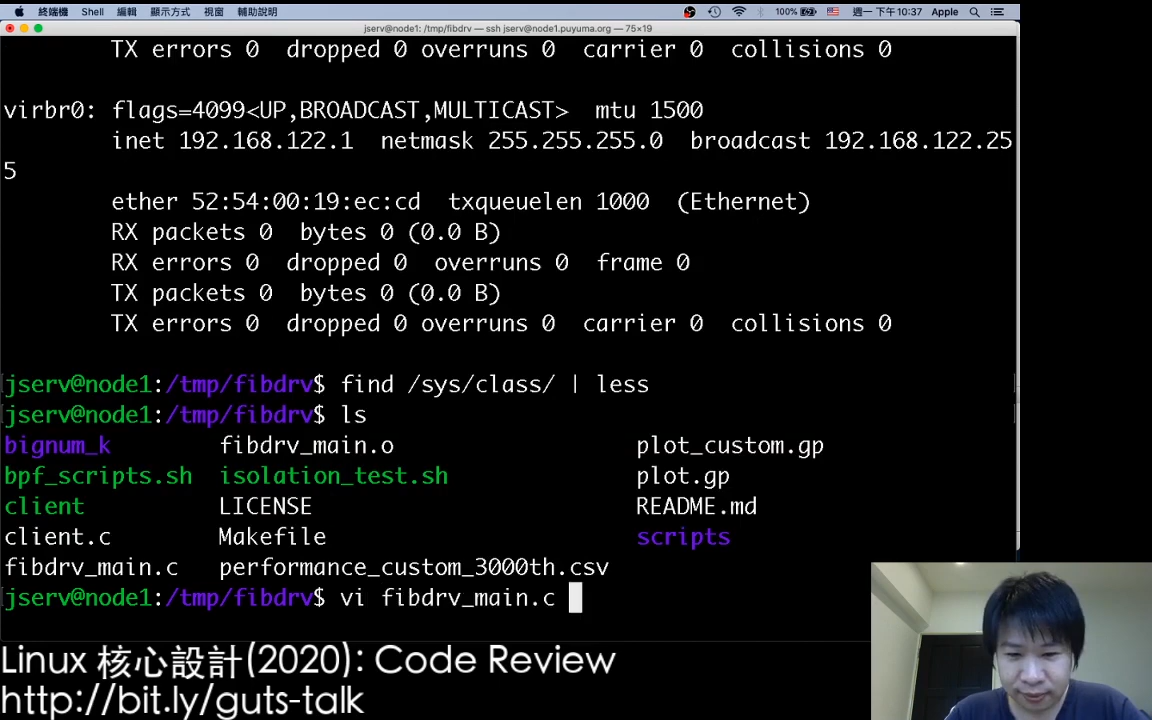 終端機 Shell 編輯 顯示方式 視窗 輔助說明 100% 週一 下午10:37 Apple
jserv@node1: /tmp/fibdrv — ssh jserv@node1.puyuma.org — 75×19
TX errors 0 dropped 0 overruns 0 carrier 0 collisions 0
virbr0: flags=4099<UP,BROADCAST,MULTICAST> mtu 1500
inet 192.168.122.1 netmask 255.255.255.0 broadcast 192.168.122.25
5
ether 52:54:00:19:ec:cd txqueuelen 1000 (Ethernet)
RX packets 0 bytes 0 (0.0 B)
RX errors 0 dropped 0 overruns 0 frame 0
TX packets 0 bytes 0 (0.0 B)
TX errors 0 dropped 0 overruns 0 carrier 0 collisions 0
jserv@node1:/tmp/fibdrv$ find /sys/class/ | less
jserv@node1:/tmp/fibdrv$ ls
bignum_k fibdrv_main.o plot_custom.gp
bpf_scripts.sh isolation_test.sh plot.gp
client LICENSE README.md
client.c Makefile scripts
fibdrv_main.c performance_custom_3000th.csv
jserv@node1:/tmp/fibdrv$ vi fibdrv_main.c
Linux 核心設計(2020): Code Review
http://bit.ly/guts-talk